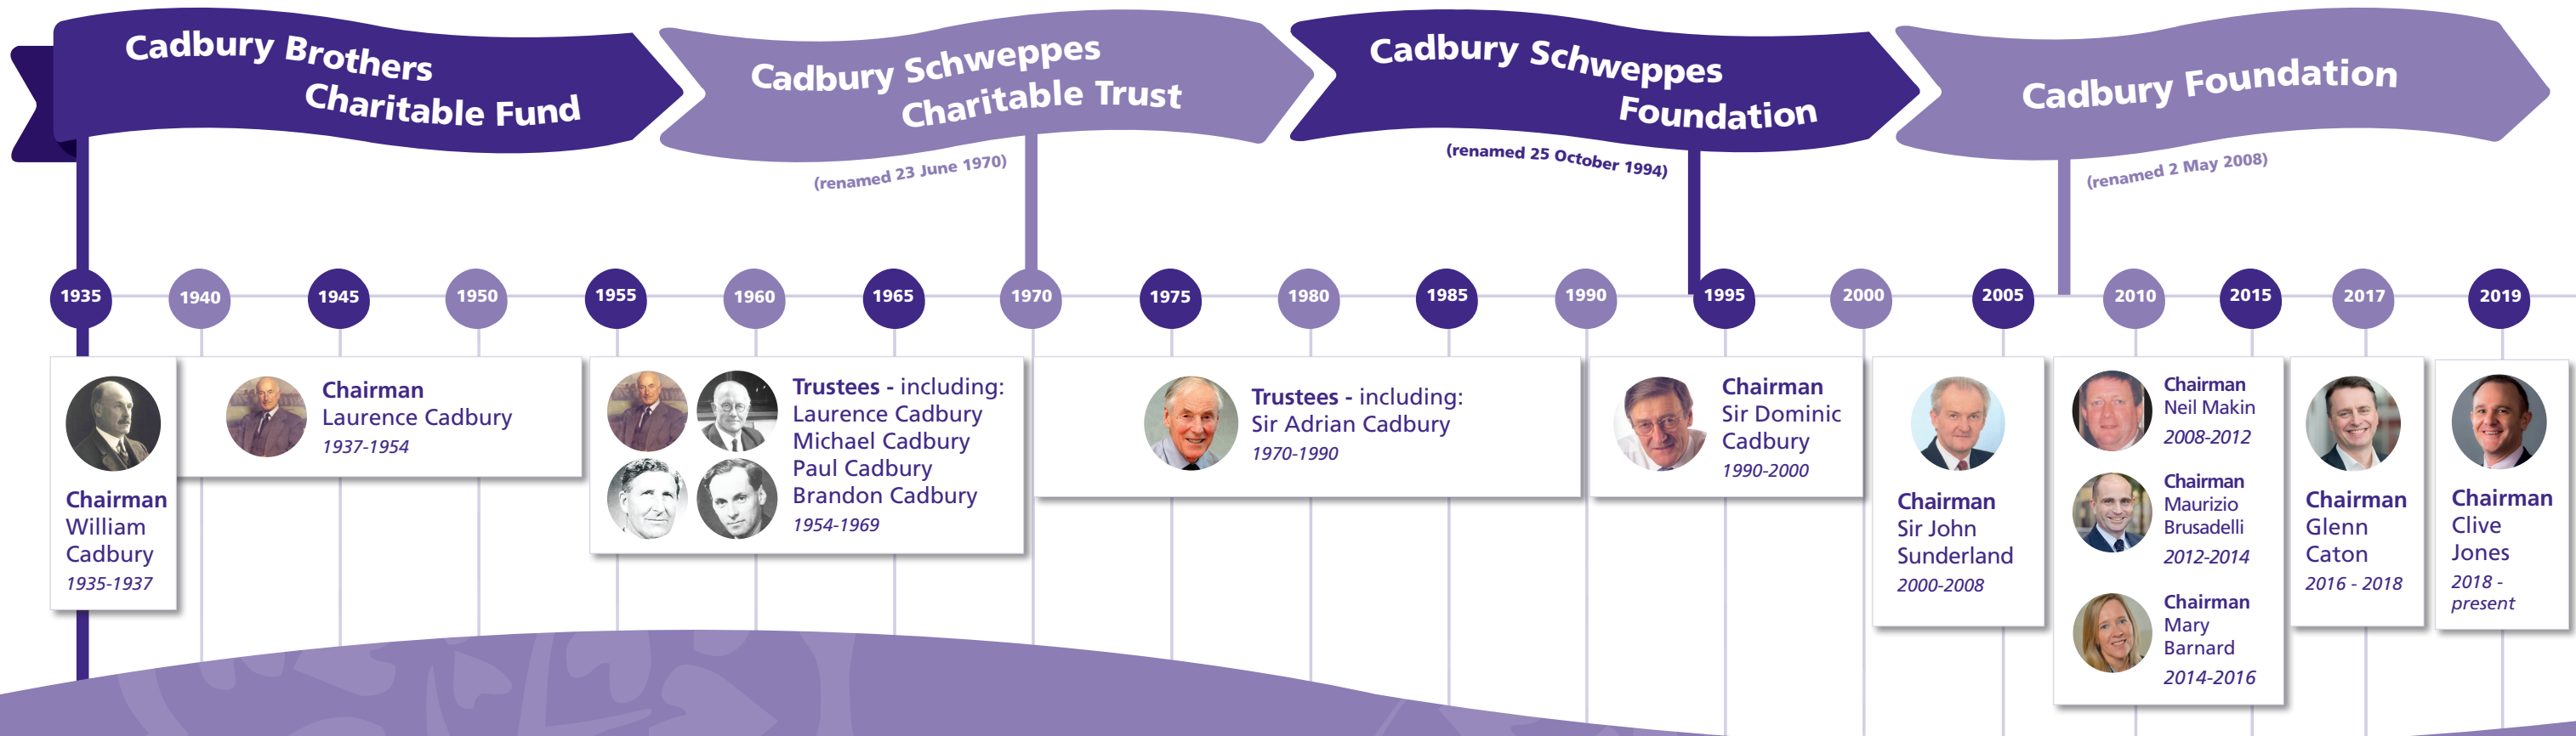 Cadbury Brothers
Charitable Fund
Cadbury Schweppes
Charitable Trust
Cadbury Schweppes
Foundation
Cadbury Foundation
(renamed 23 June 1970)
(renamed 25 October 1994)
(renamed 2 May 2008)
1935
1940
1945
1950
1955
1960
1965
1970
1975
1980
1985
1990
1995
2000
2005
2010
2015
2017
2019
Chairman
William
Cadbury
1935-1937
Chairman
Laurence Cadbury
1937-1954
Trustees - including:
Laurence Cadbury
Michael Cadbury
Paul Cadbury
Brandon Cadbury
1954-1969
Trustees - including:
Sir Adrian Cadbury
1970-1990
Chairman
Sir Dominic
Cadbury
1990-2000
Chairman
Sir John
Sunderland
2000-2008
Chairman
Neil Makin
2008-2012
Chairman
Maurizio
Brusadelli
2012-2014
Chairman
Mary
Barnard
2014-2016
Chairman
Glenn
Caton
2016 - 2018
Chairman
Clive
Jones
2018 -
present